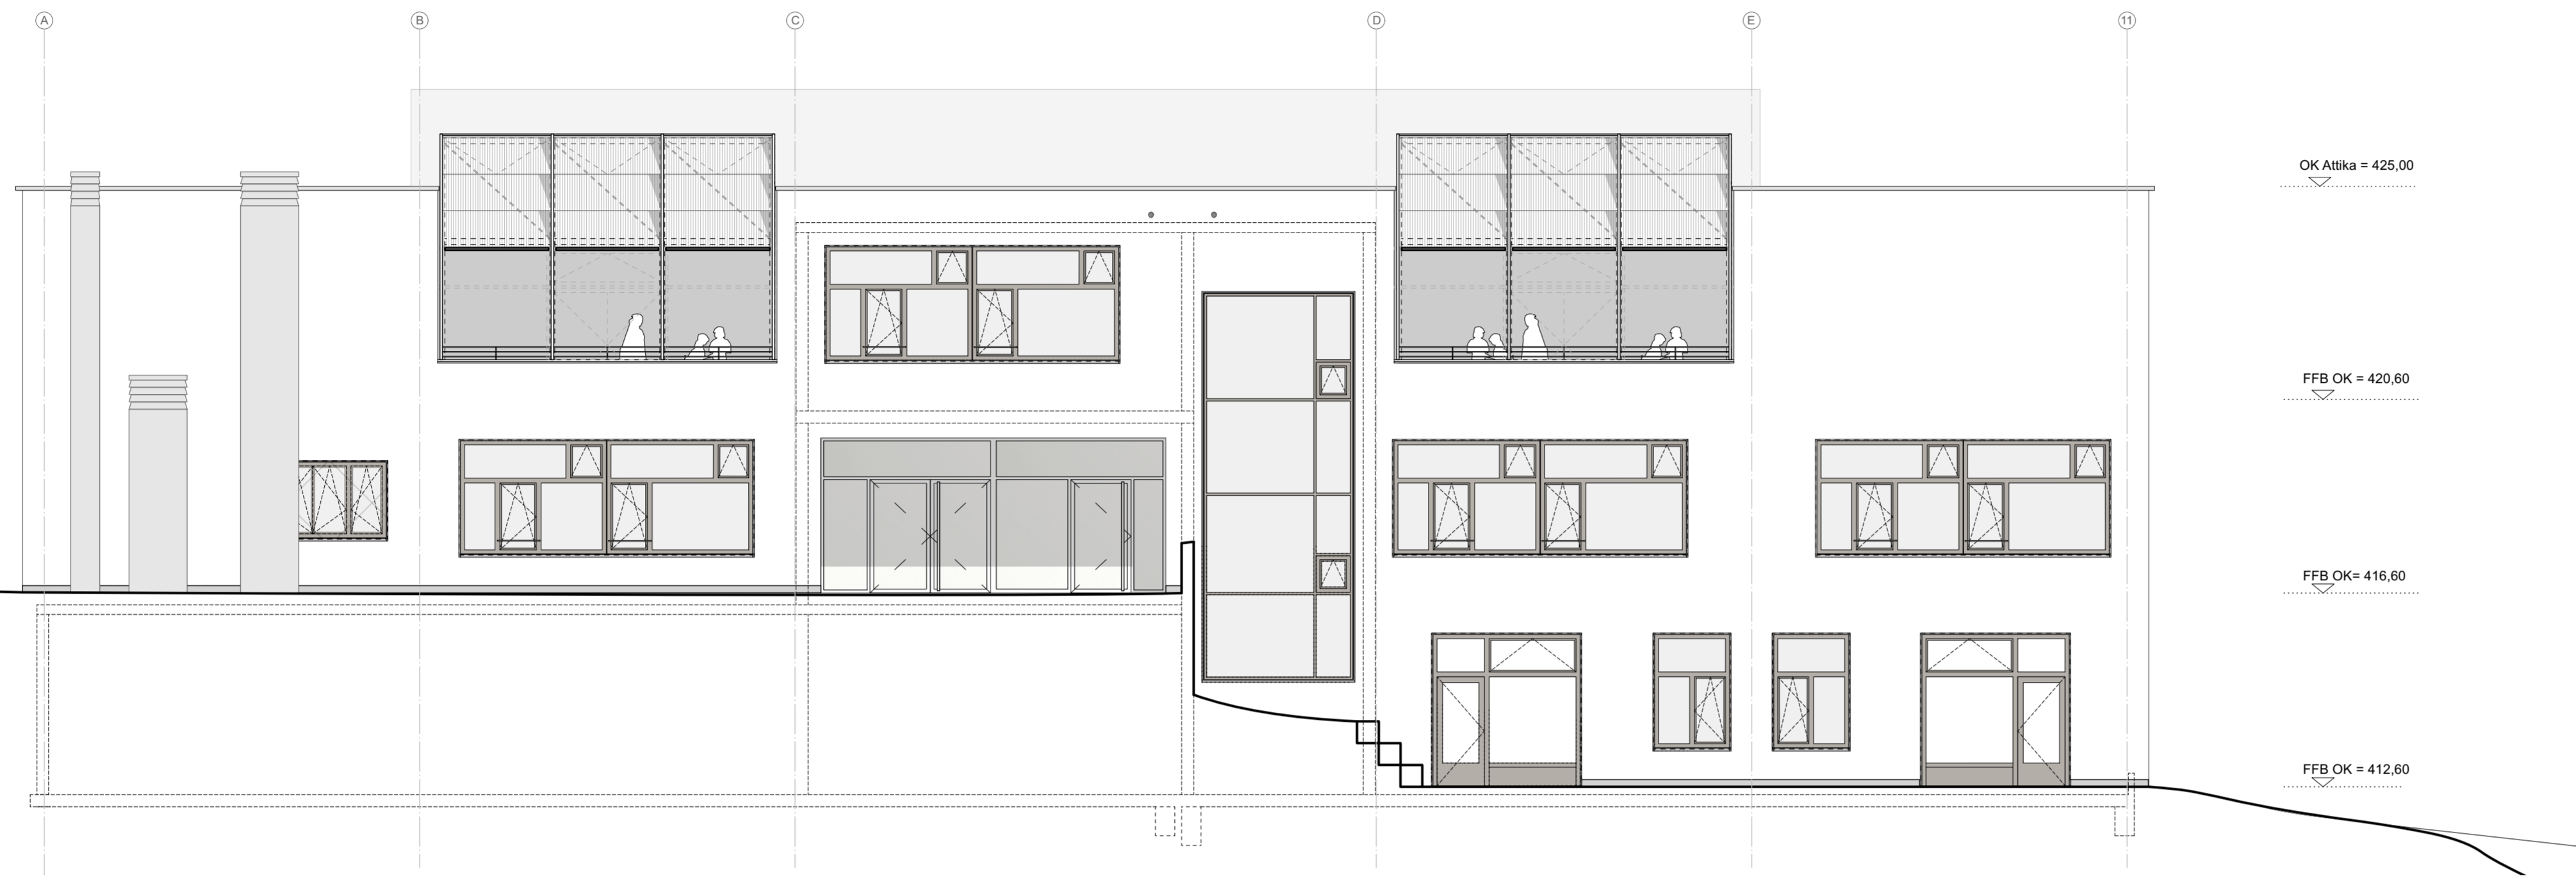 A
B
C
D
E
11
OK Attika = 425,00
FFB OK = 420,60
FFB OK= 416,60
FFB OK = 412,60